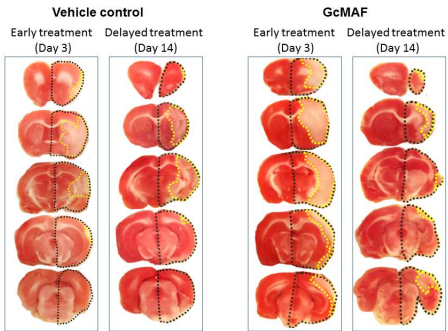 Vehicle control
GcMAF
Early treatment
(Day 3)
Delayed treatment
(Day 14)
Early treatment
(Day 3)
Delayed treatment
(Day 14)